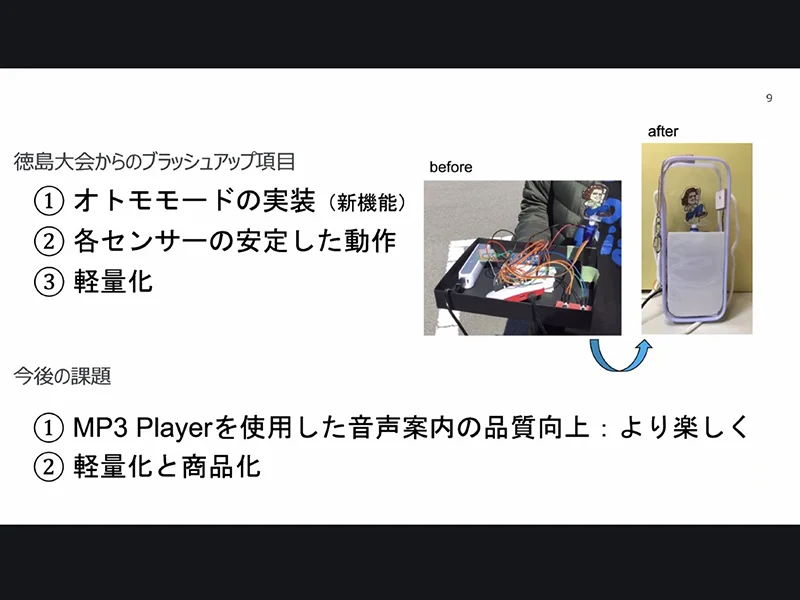 9
徳島大会からのブラッシュアップ項目
① オトモモードの実装（新機能）
② 各センサーの安定した動作
③ 軽量化
before
after
今後の課題
① MP3 Playerを使用した音声案内の品質向上：より楽しく
② 軽量化と商品化